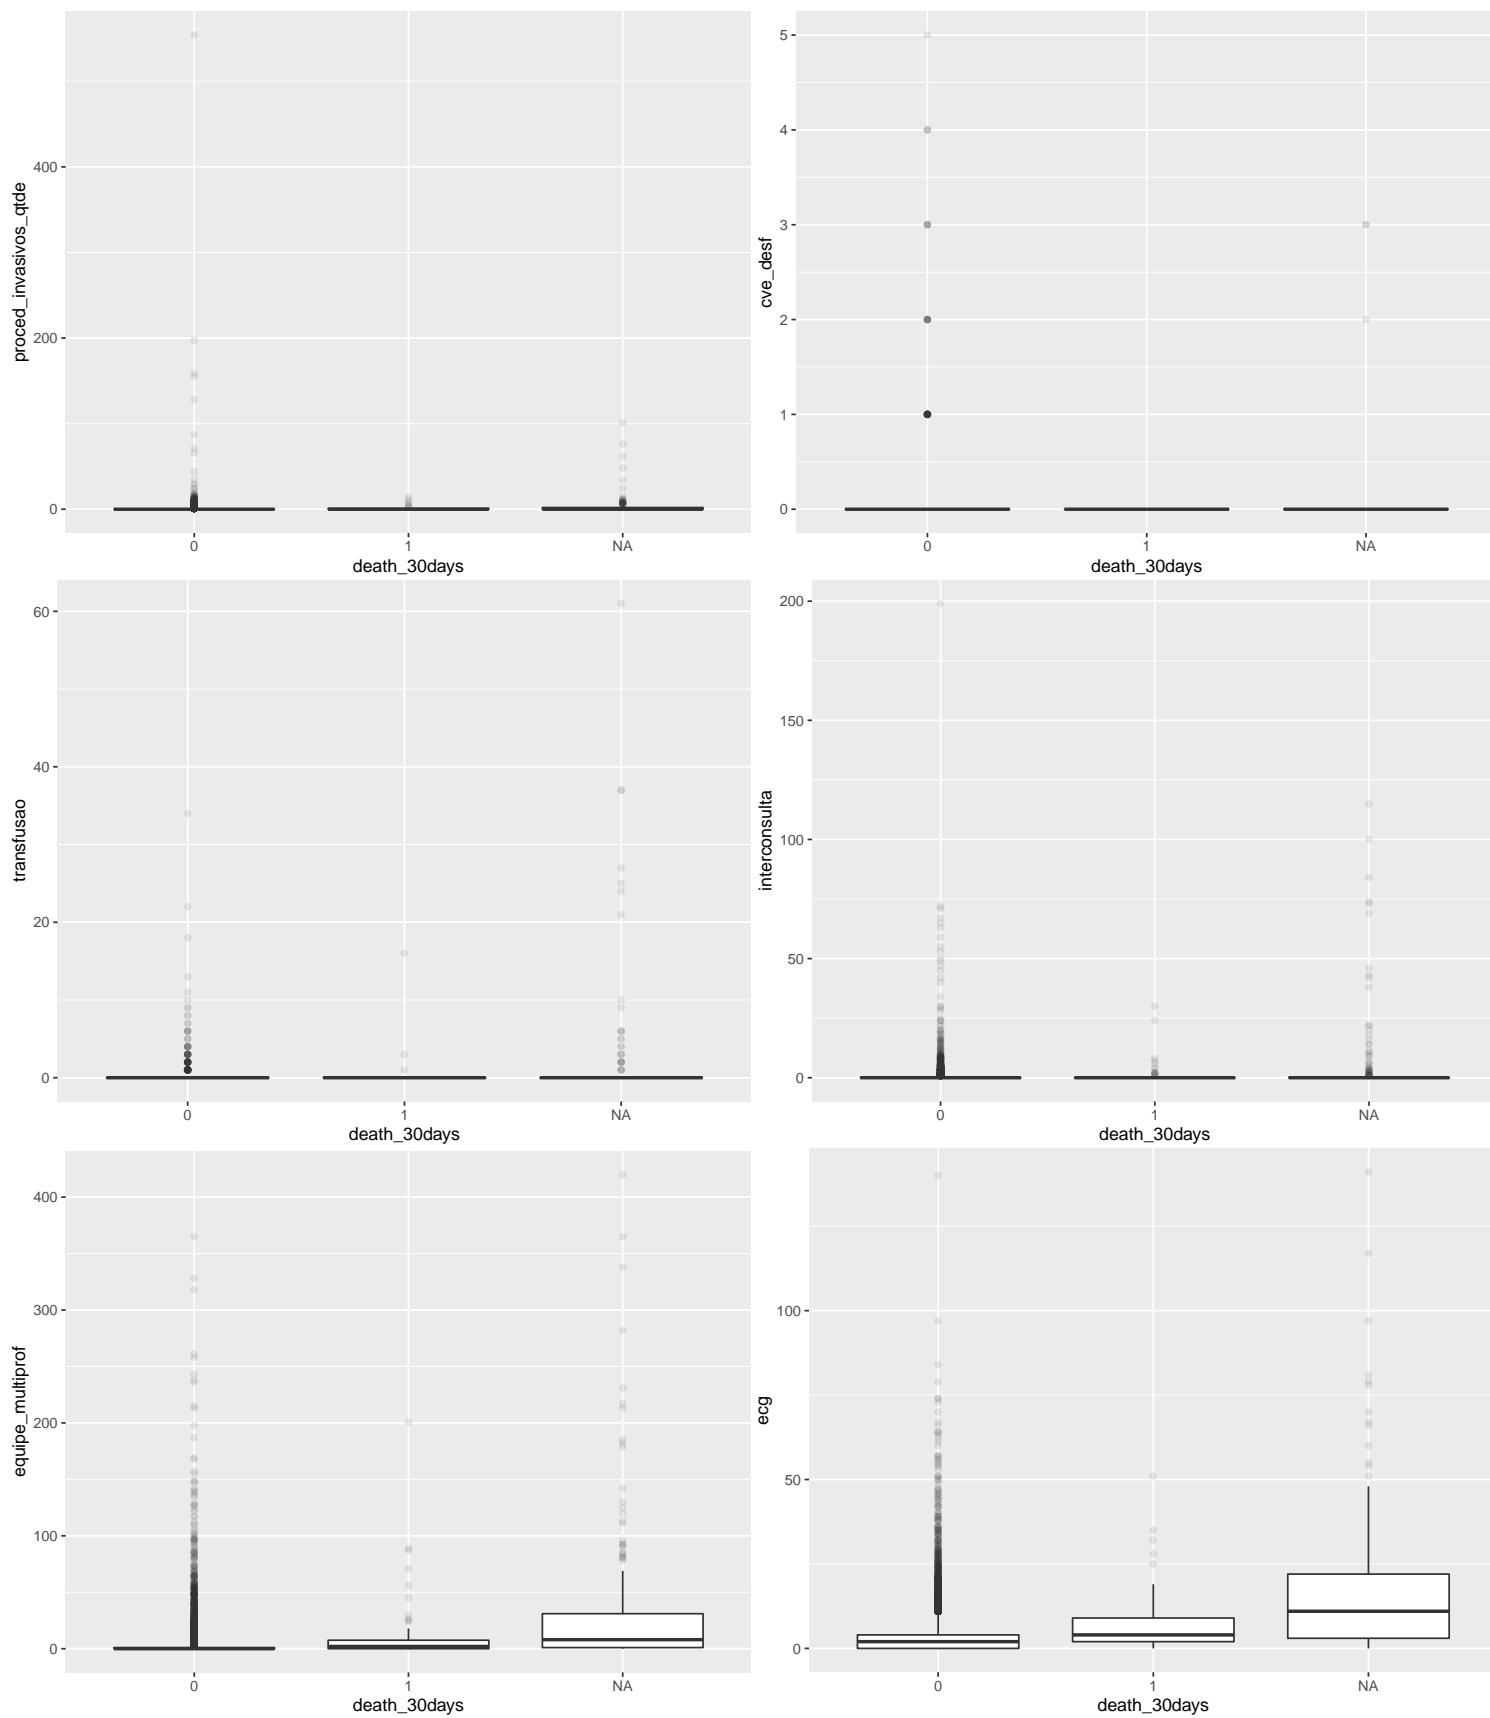 proced_invasivos_qtde
400
200
0
0 1 NA
death_30days
cve_desf
5
4
3
2
1
0
0 1 NA
death_30days
transfusao
60
40
20
0
0 1 NA
death_30days
interconsulta
200
150
100
50
0
0 1 NA
death_30days
equipe_multiprof
400
300
200
100
0
0 1 NA
death_30days
ecg
100
50
0
0 1 NA
death_30days